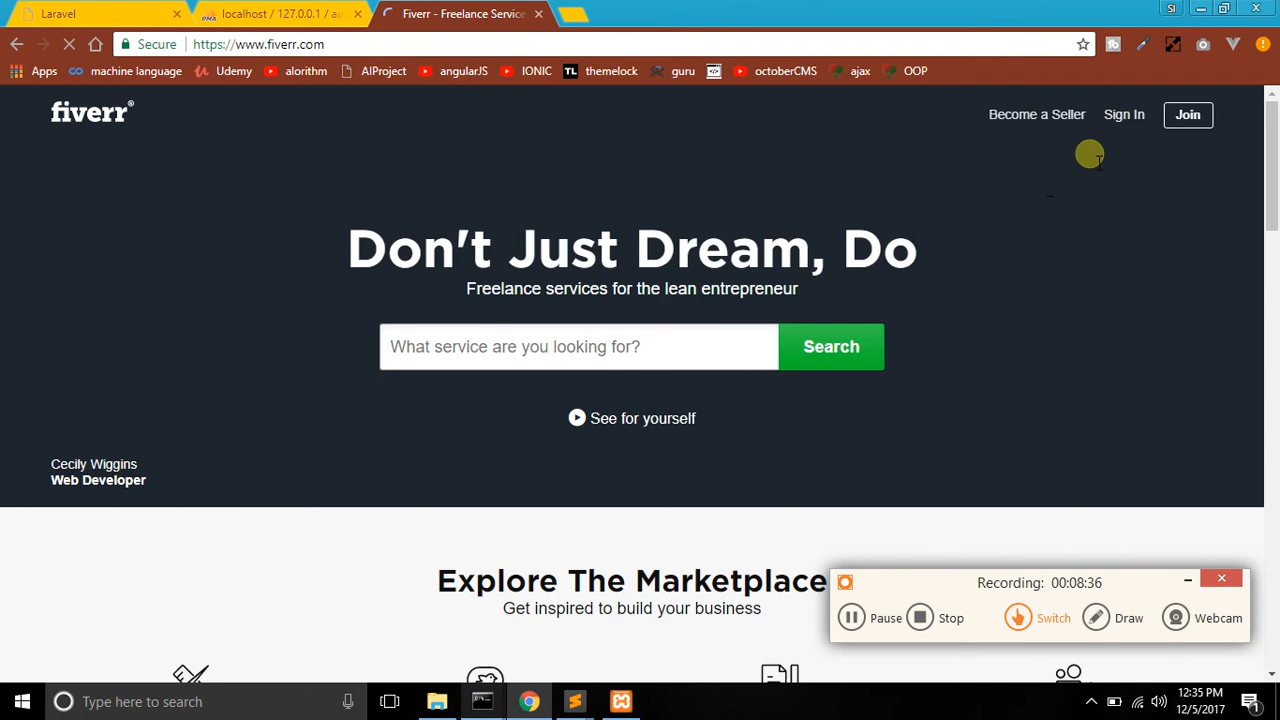 Laravel
localhost / 127.0.0.1 / au
Fiverr - Freelance Service
SI
Secure
https://www.fiverr.com
Apps
machine language
Udemy
alorithm
AIProject
angularJS
IONIC
TL
themelock
guru
octoberCMS
ajax
OOP
fiverr®
Become a Seller
Sign In
Join
Don't Just Dream, Do
Freelance services for the lean entrepreneur
What service are you looking for?
Search
See for yourself
Cecily Wiggins
Web Developer
Explore The Marketplace
Get inspired to build your business
Recording: 00:08:36
Pause
Stop
Switch
Draw
Webcam
Type here to search
12:35 PM
12/5/2017